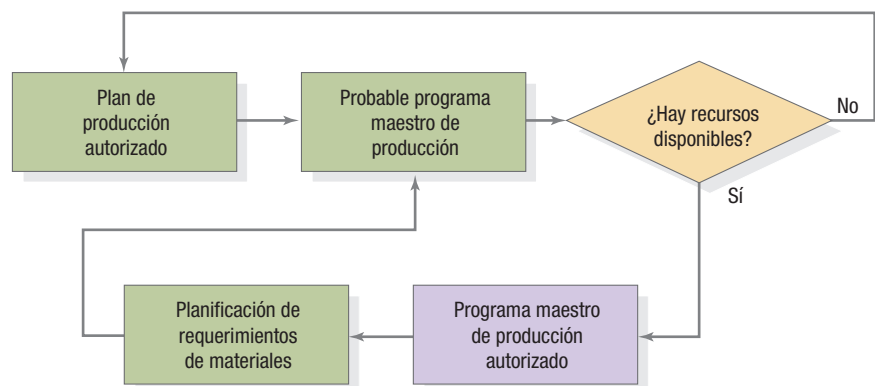 Plan de
producción
autorizado
Probable programa
maestro de
producción
¿Hay recursos
disponibles?
No
Sí
Planificación de
requerimientos
de materiales
Programa maestro
de producción
autorizado